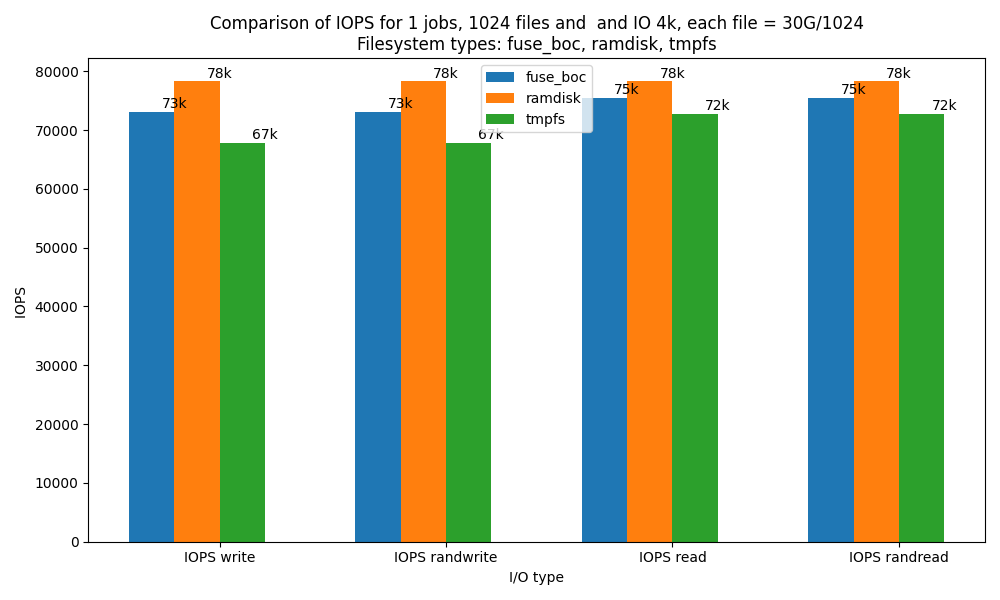 Comparison of IOPS for 1 jobs, 1024 files and  and IO 4k, each file = 30G/1024
Filesystem types: fuse_boc, ramdisk, tmpfs
fuse_boc
ramdisk
tmpfs
73k
78k
67k
73k
78k
67k
75k
78k
72k
75k
78k
72k
80000
70000
60000
50000
40000
30000
20000
10000
0
IOPS
IOPS write
IOPS randwrite
IOPS read
IOPS randread
I/O type